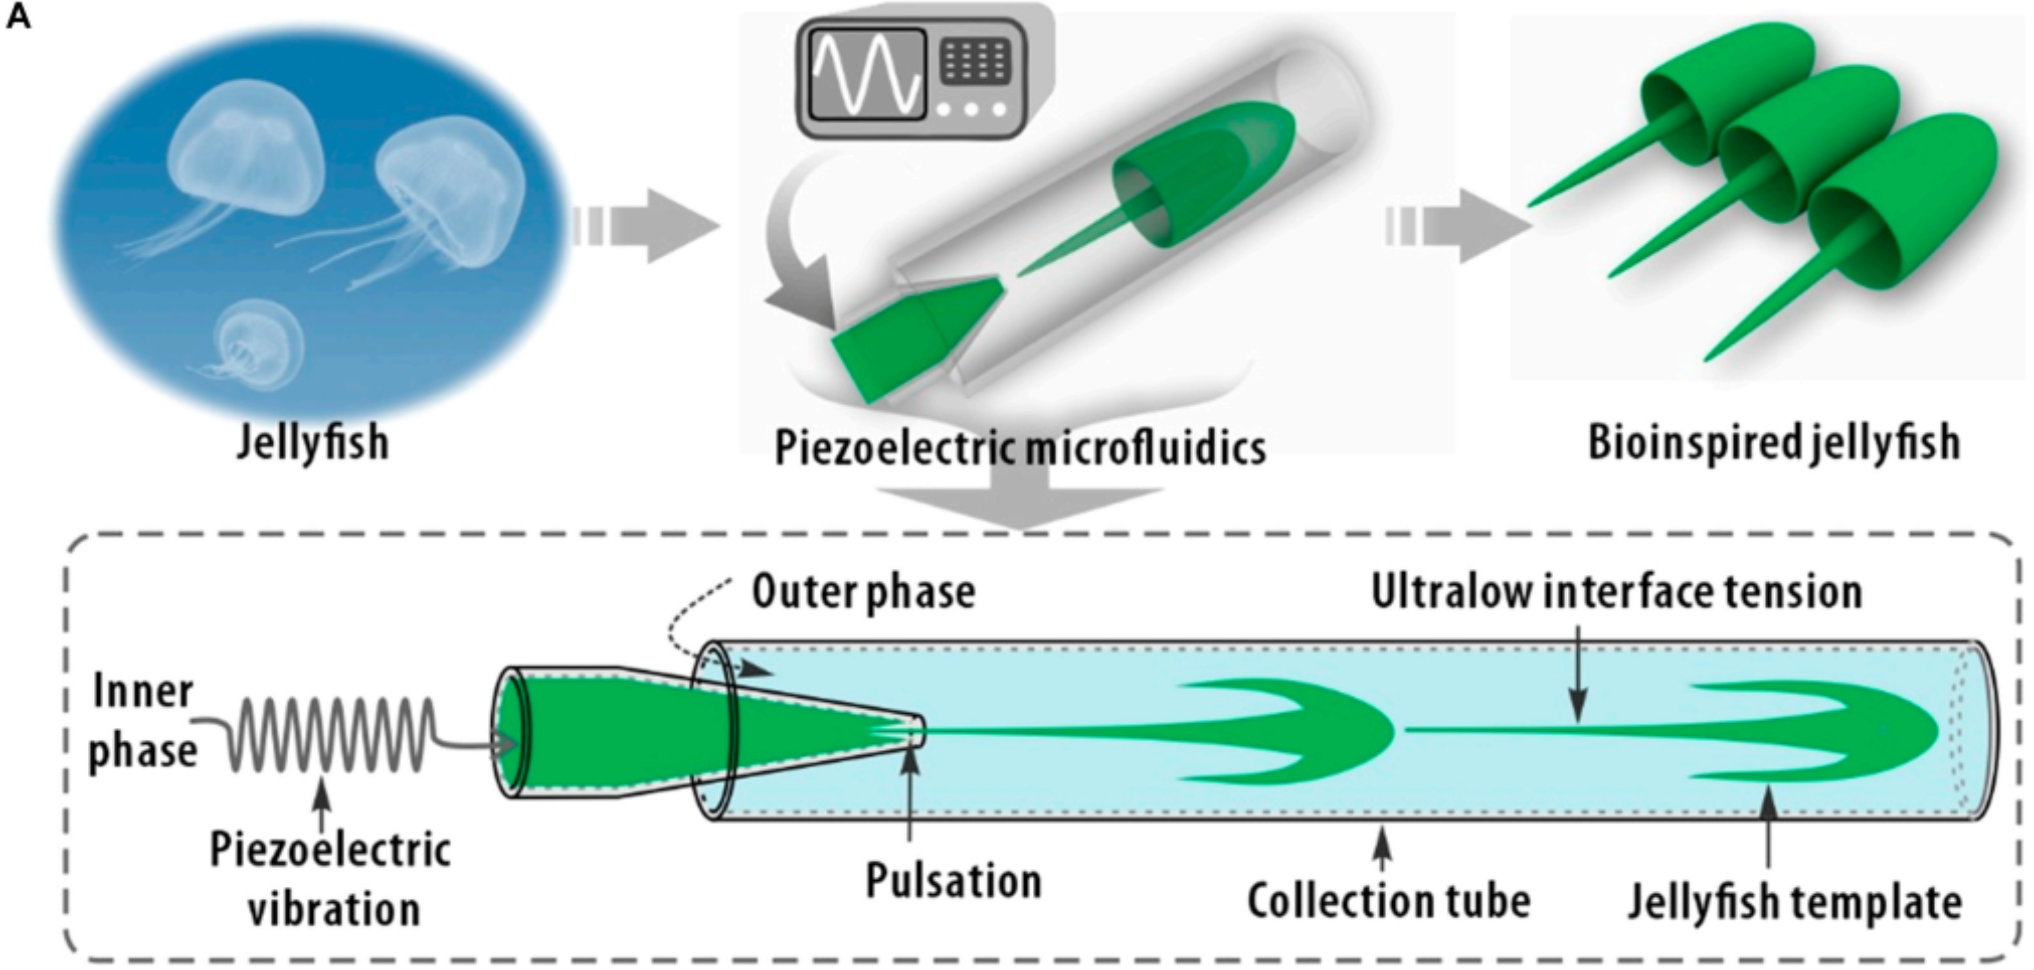 A
Jellyfish
Piezoelectric microfluidics
Bioinspired jellyfish
Outer phase
Ultralow interface tension
Inner
phase
Piezoelectric
vibration
Pulsation
Collection tube
Jellyfish template